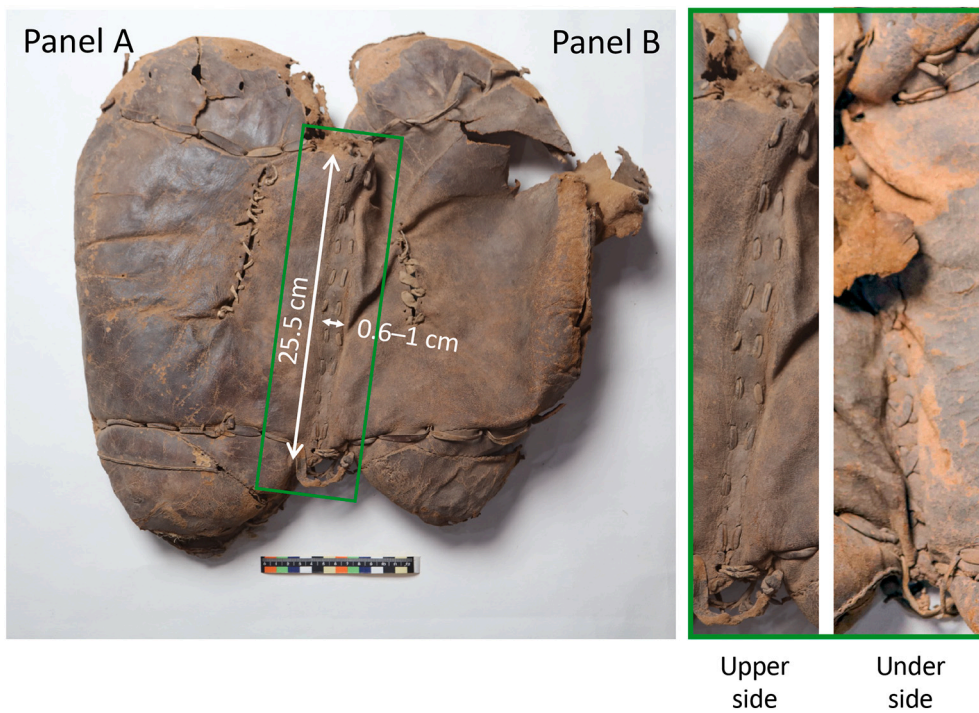 Panel A
Panel B
25.5 cm
0.6–1 cm
Upper
side
Under
side